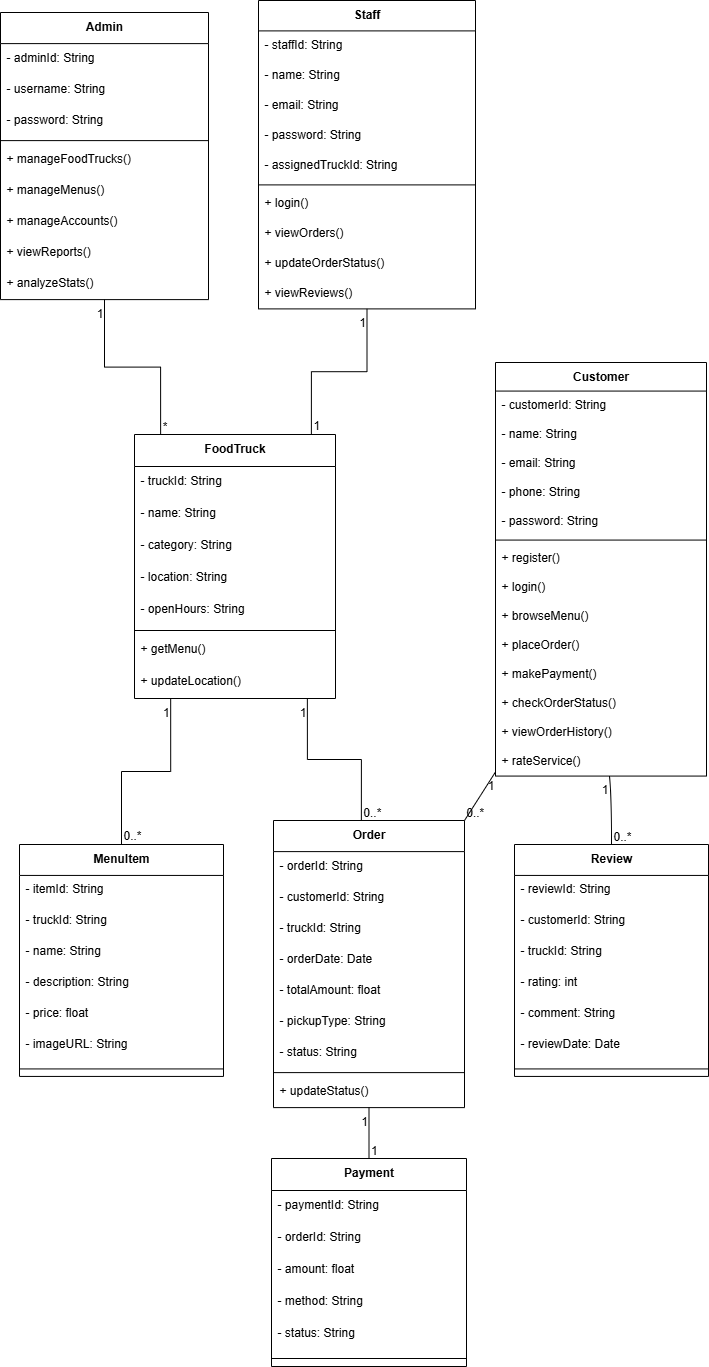 Admin
- adminId: String
- username: String
- password: String
+ manageFoodTrucks()
+ manageMenus()
+ manageAccounts()
+ viewReports()
+ analyzeStats()
1
*
Staff
- staffId: String
- name: String
- email: String
- password: String
- assignedTruckId: String
+ login()
+ viewOrders()
+ updateOrderStatus()
+ viewReviews()
1
1
FoodTruck
- truckId: String
- name: String
- category: String
- location: String
- openHours: String
+ getMenu()
+ updateLocation()
1
1
0..*
0..*
Customer
- customerId: String
- name: String
- email: String
- phone: String
- password: String
+ register()
+ login()
+ browseMenu()
+ placeOrder()
+ makePayment()
+ checkOrderStatus()
+ viewOrderHistory()
+ rateService()
1
0..*
1
0..*
MenuItem
- itemId: String
- truckId: String
- name: String
- description: String
- price: float
- imageURL: String
Order
- orderId: String
- customerId: String
- truckId: String
- orderDate: Date
- totalAmount: float
- pickupType: String
- status: String
+ updateStatus()
1
1
Review
- reviewId: String
- customerId: String
- truckId: String
- rating: int
- comment: String
- reviewDate: Date
Payment
- paymentId: String
- orderId: String
- amount: float
- method: String
- status: String